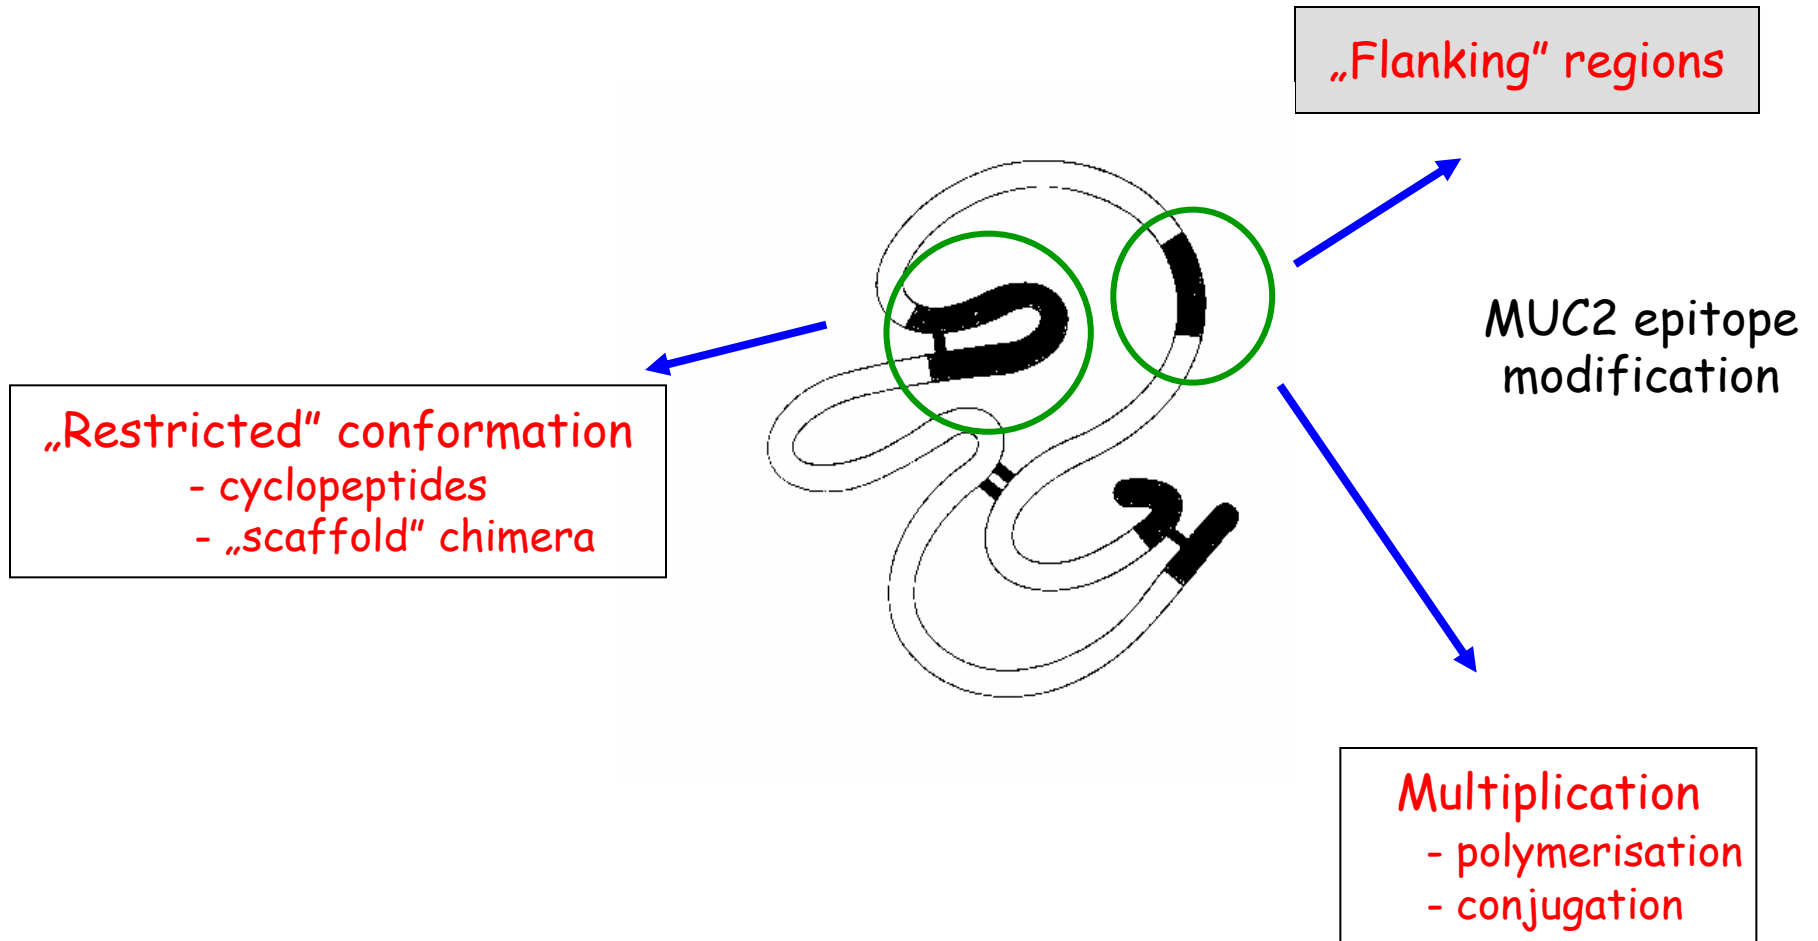 „Flanking” regions
MUC2 epitope
modification
„Restricted” conformation
- cyclopeptides
- „scaffold” chimera
Multiplication
- polymerisation
- conjugation